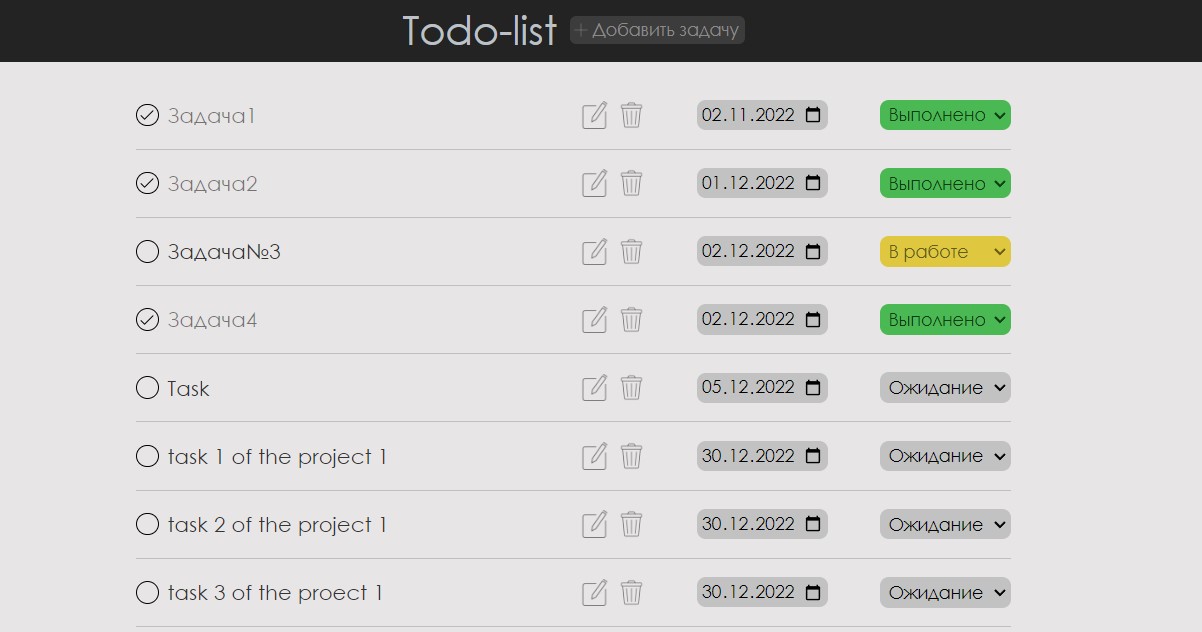 Todo-list + Добавить задачу
Задача1 02.11.2022 Выполнено
Задача2 01.12.2022 Выполнено
Задача№3 02.12.2022 В работе
Задача4 02.12.2022 Выполнено
Task 05.12.2022 Ожидание
task 1 of the project 1 30.12.2022 Ожидание
task 2 of the project 1 30.12.2022 Ожидание
task 3 of the proect 1 30.12.2022 Ожидание